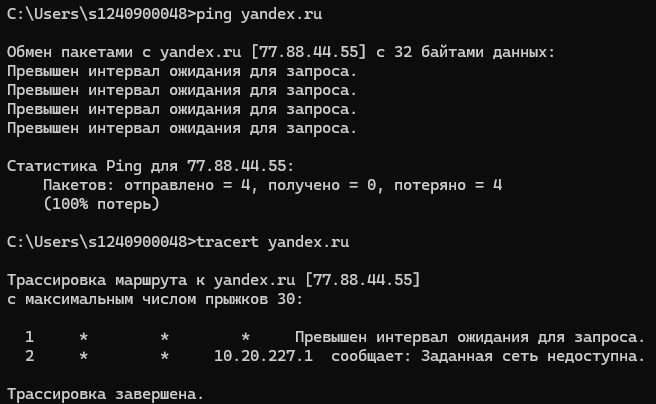 C:\Users\s1240900048>ping yandex.ru
Обмен пакетами с yandex.ru [77.88.44.55] с 32 байтами данных:
Превышен интервал ожидания для запроса.
Превышен интервал ожидания для запроса.
Превышен интервал ожидания для запроса.
Превышен интервал ожидания для запроса.
Статистика Ping для 77.88.44.55:
    Пакетов: отправлено = 4, получено = 0, потеряно = 4
    (100% потерь)
C:\Users\s1240900048>tracert yandex.ru
Трассировка маршрута к yandex.ru [77.88.44.55]
с максимальным числом прыжков 30:
  1     *        *        *     Превышен интервал ожидания для запроса.
  2     *        *     10.20.227.1  сообщает: Заданная сеть недоступна.
Трассировка завершена.